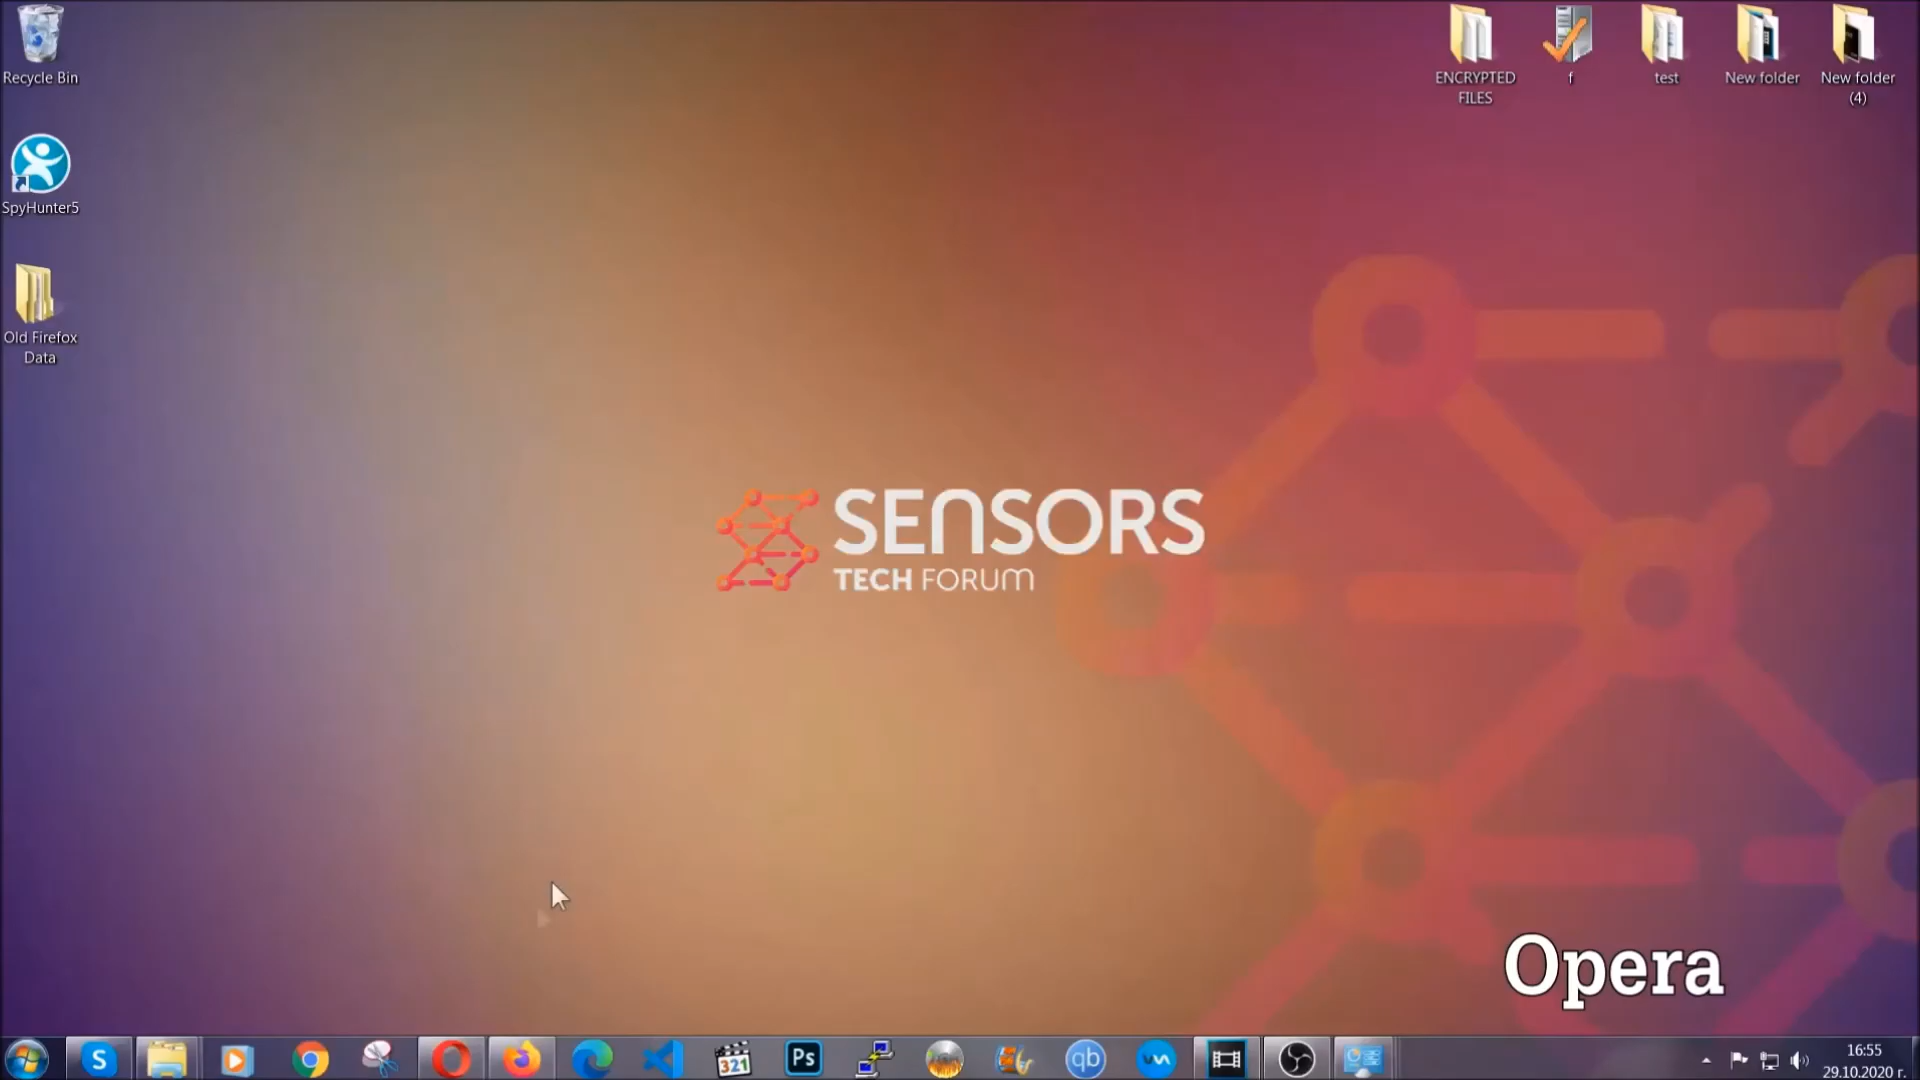 Recycle Bin
SpyHunter5
Old Firefox
Data
ENCRYPTED
FILES
f
test
New folder
New folder
(4)
SENSORS
TECH FORUM
Opera
S
321
Ps
qb
16:55
29.10.2020 г.